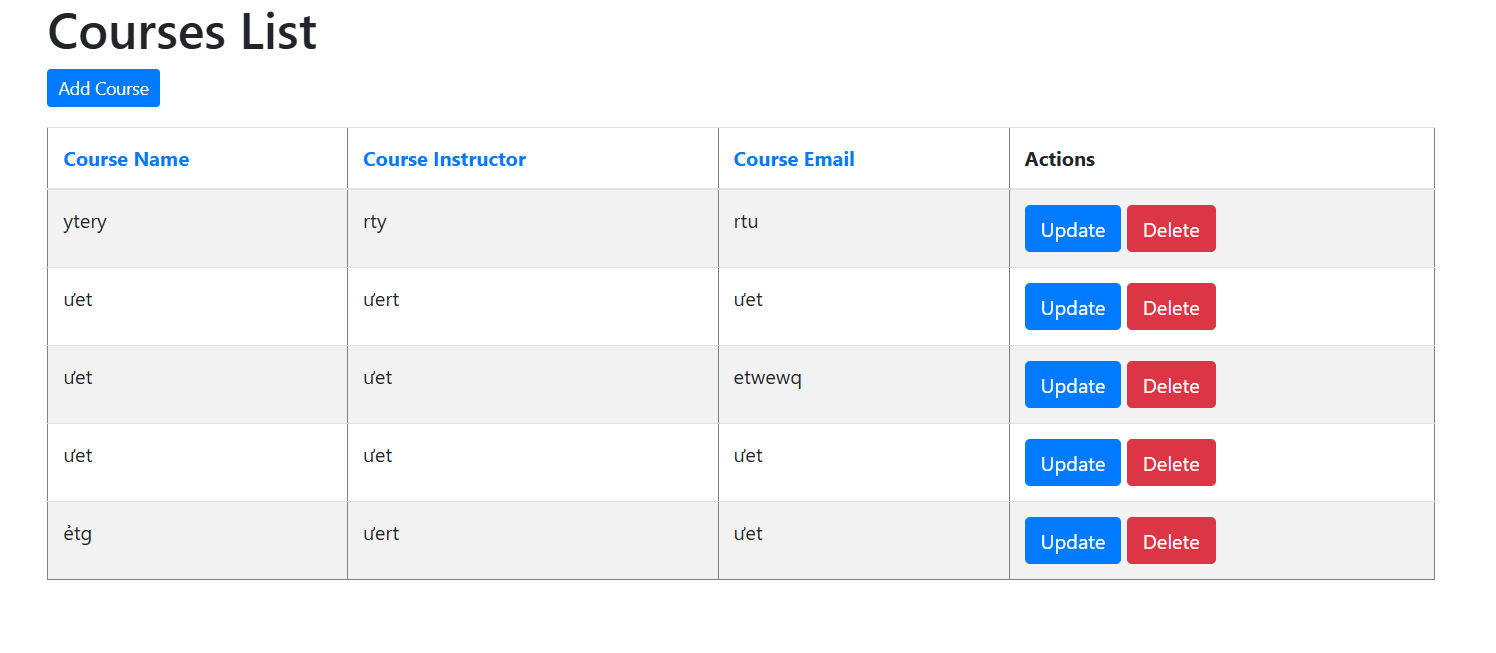 Courses List
Add Course
Course Name Course Instructor Course Email Actions
ytery rty rtu Update Delete
ưet ưert ưet Update Delete
ưet ưet etwewq Update Delete
ưet ưet ưet Update Delete
ẻtg ưert ưet Update Delete